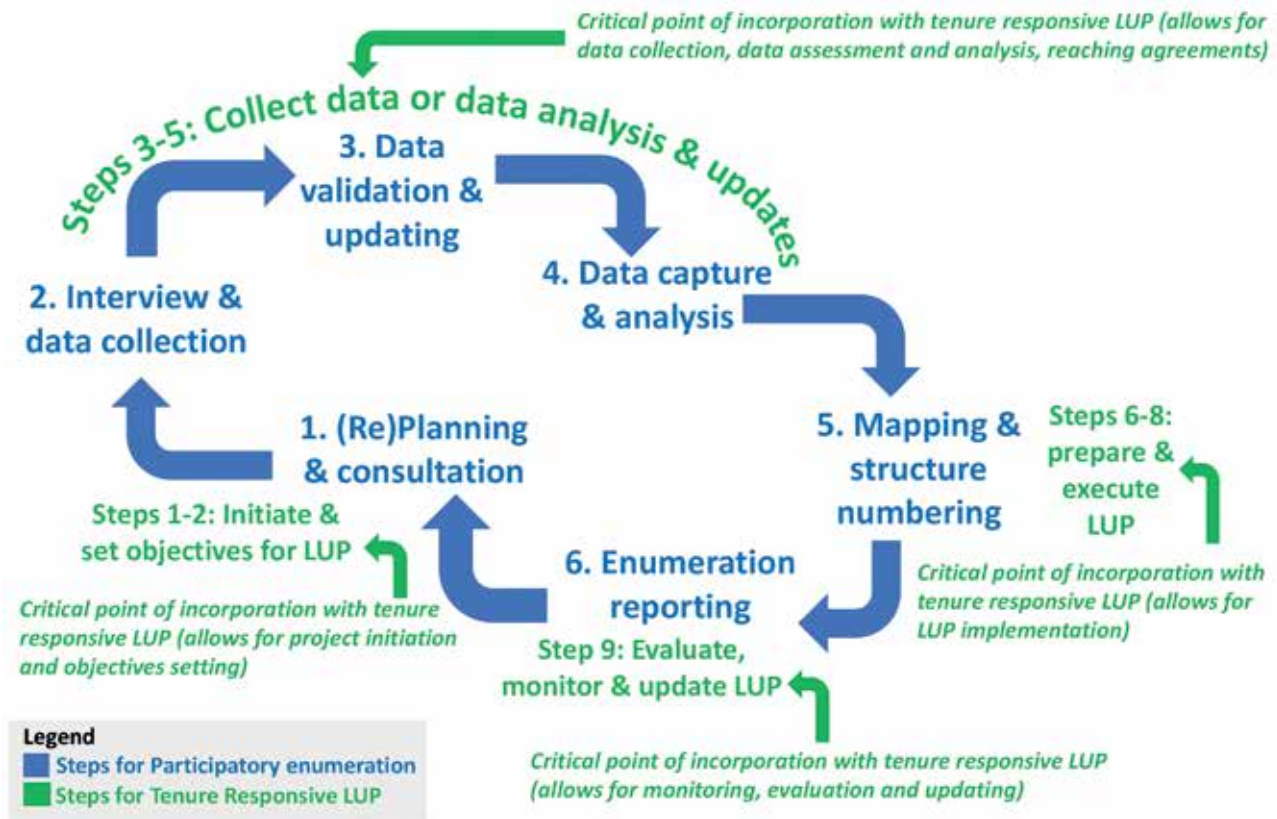 Critical point of incorporation with tenure responsive LUP (allows for
data collection, data assessment and analysis, reaching agreements)
Steps 3-5: Collect data or data analysis & updates
3. Data
validation &
updating
4. Data capture
& analysis
2. Interview &
data collection
1. (Re)Planning
& consultation
5. Mapping &
structure
numbering
Steps 6-8:
prepare &
execute
LUP
Steps 1-2: Initiate &
set objectives for LUP
6. Enumeration
reporting
Critical point of incorporation with
tenure responsive LUP (allows for
LUP implementation)
Critical point of incorporation with tenure
responsive LUP (allows for project initiation
and objectives setting)
Step 9: Evaluate,
monitor & update LUP
Critical point of incorporation with tenure responsive LUP
(allows for monitoring, evaluation and updating)
Legend
Steps for Participatory enumeration
Steps for Tenure Responsive LUP